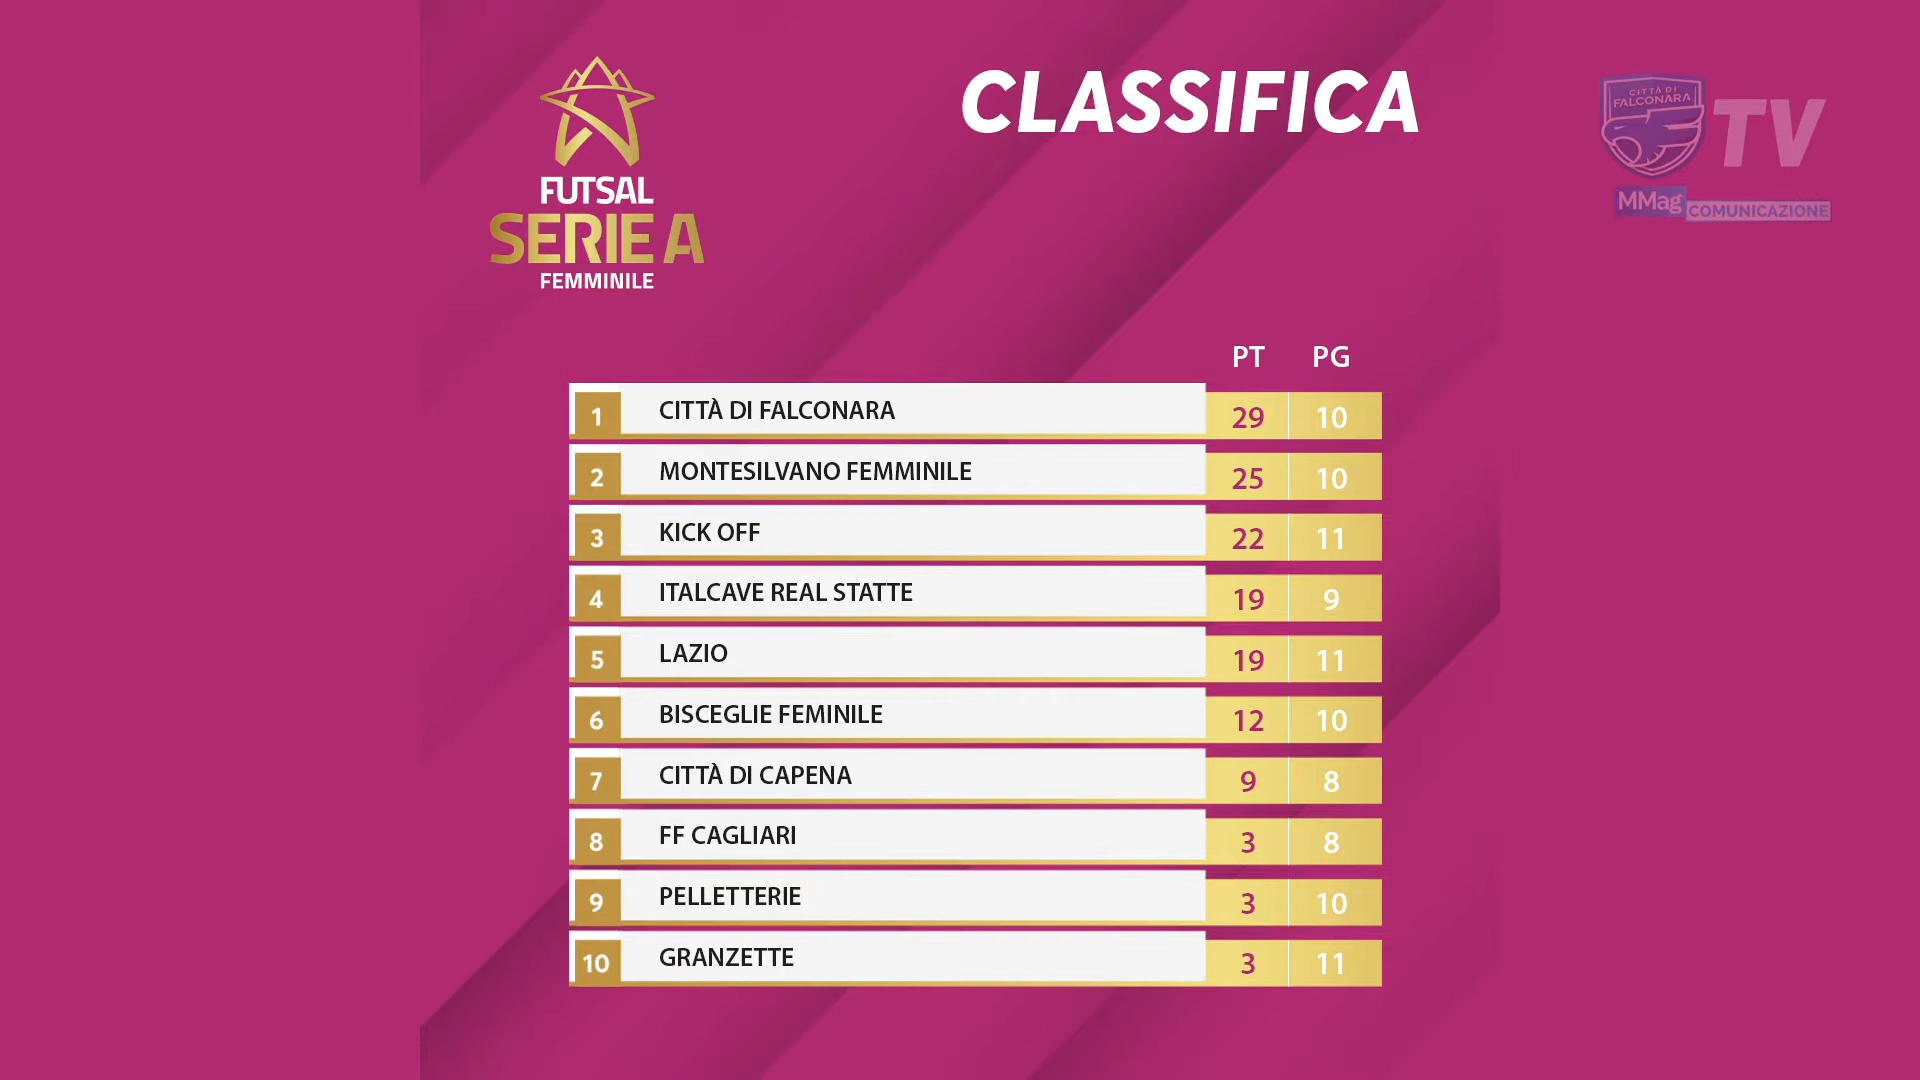 CLASSIFICA
CITTÀ DI
FALCONARA
TV
MMag
COMUNICAZIONE
FUTSAL
SERIE A
FEMMINILE
PT PG
1 CITTÀ DI FALCONARA 29 10
2 MONTESILVANO FEMMINILE 25 10
3 KICK OFF 22 11
4 ITALCAVE REAL STATTE 19 9
5 LAZIO 19 11
6 BISCEGLIE FEMINILE 12 10
7 CITTÀ DI CAPENA 9 8
8 FF CAGLIARI 3 8
9 PELLETTERIE 3 10
10 GRANZETTE 3 11